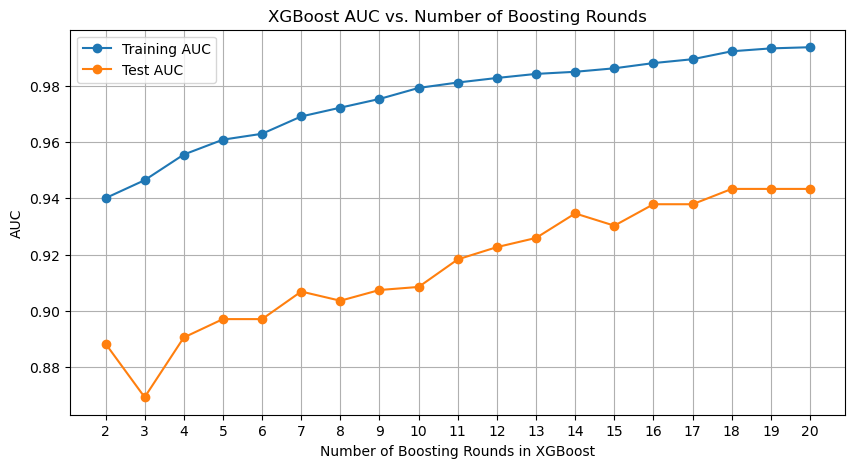 XGBoost AUC vs. Number of Boosting Rounds
Training AUC
Test AUC
AUC
0.98
0.96
0.94
0.92
0.90
0.88
2 3 4 5 6 7 8 9 10 11 12 13 14 15 16 17 18 19 20
Number of Boosting Rounds in XGBoost